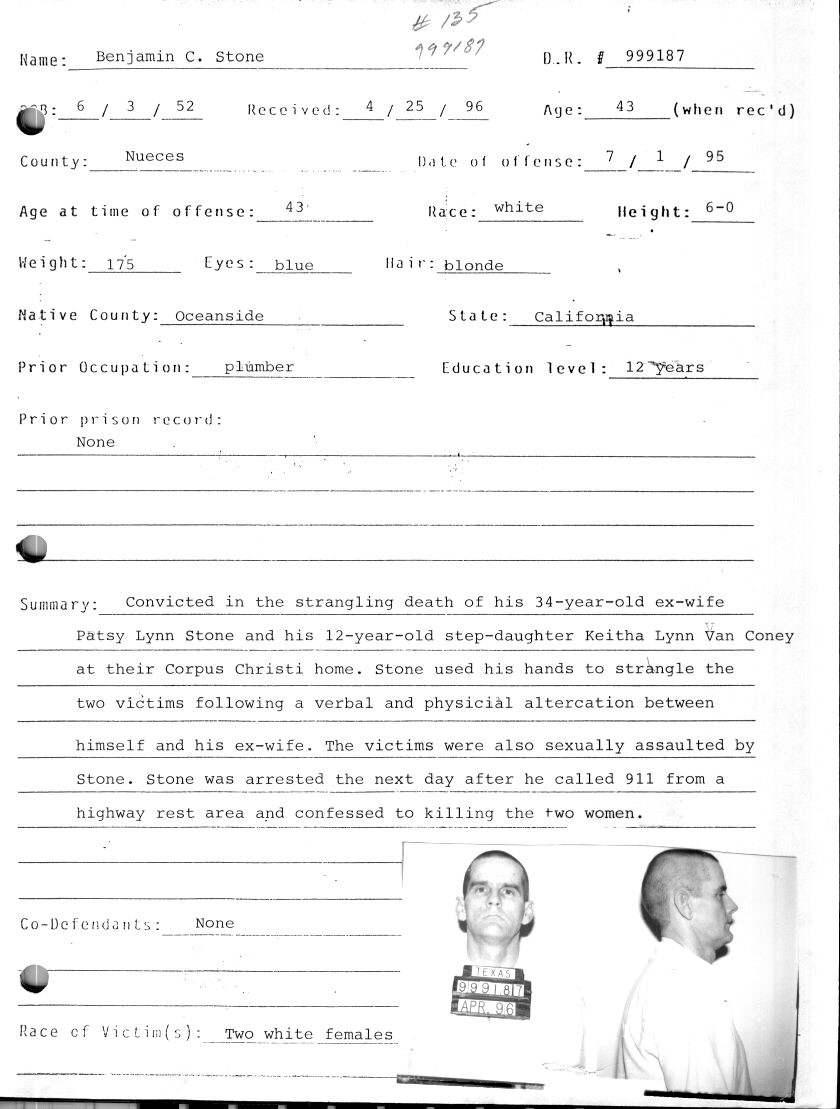 # 135
999187
Name: Benjamin C. Stone D.R. # 999187
DOB: 6 / 3 / 52 Received: 4 / 25 / 96 Age: 43 (when rec'd)
County: Nueces Date of offense: 7 / 1 / 95
Age at time of offense: 43 Race: white Height: 6-0
Weight: 175 Eyes: blue Hair: blonde
Native County: Oceanside State: California
Prior Occupation: plumber Education level: 12 years
Prior prison record:
None
Summary: Convicted in the strangling death of his 34-year-old ex-wife
Patsy Lynn Stone and his 12-year-old step-daughter Keitha Lynn Van Coney
at their Corpus Christi home. Stone used his hands to strangle the
two victims following a verbal and physicial altercation between
himself and his ex-wife. The victims were also sexually assaulted by
Stone. Stone was arrested the next day after he called 911 from a
highway rest area and confessed to killing the two women.
Co-Defendants: None
TEXAS
999187
APR. 96
Race of Victim(s): Two white females